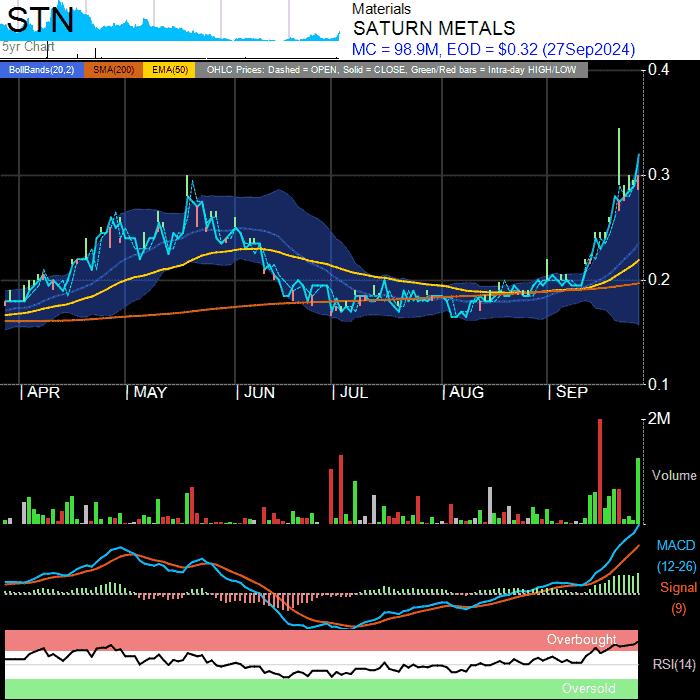 STN
5yr Chart
Materials
SATURN METALS
MC = 98.9M, EOD = $0.32 (27Sep2024)
BollBands(20,2) SMA(200) EMA(50) OHLC Prices: Dashed = OPEN, Solid = CLOSE, Green/Red bars = Intra-day HIGH/LOW
0.4
0.3
0.2
0.1
APR MAY JUN JUL AUG SEP
2M
Volume
MACD
(12-26)
Signal
(9)
Overbought
RSI(14)
Oversold